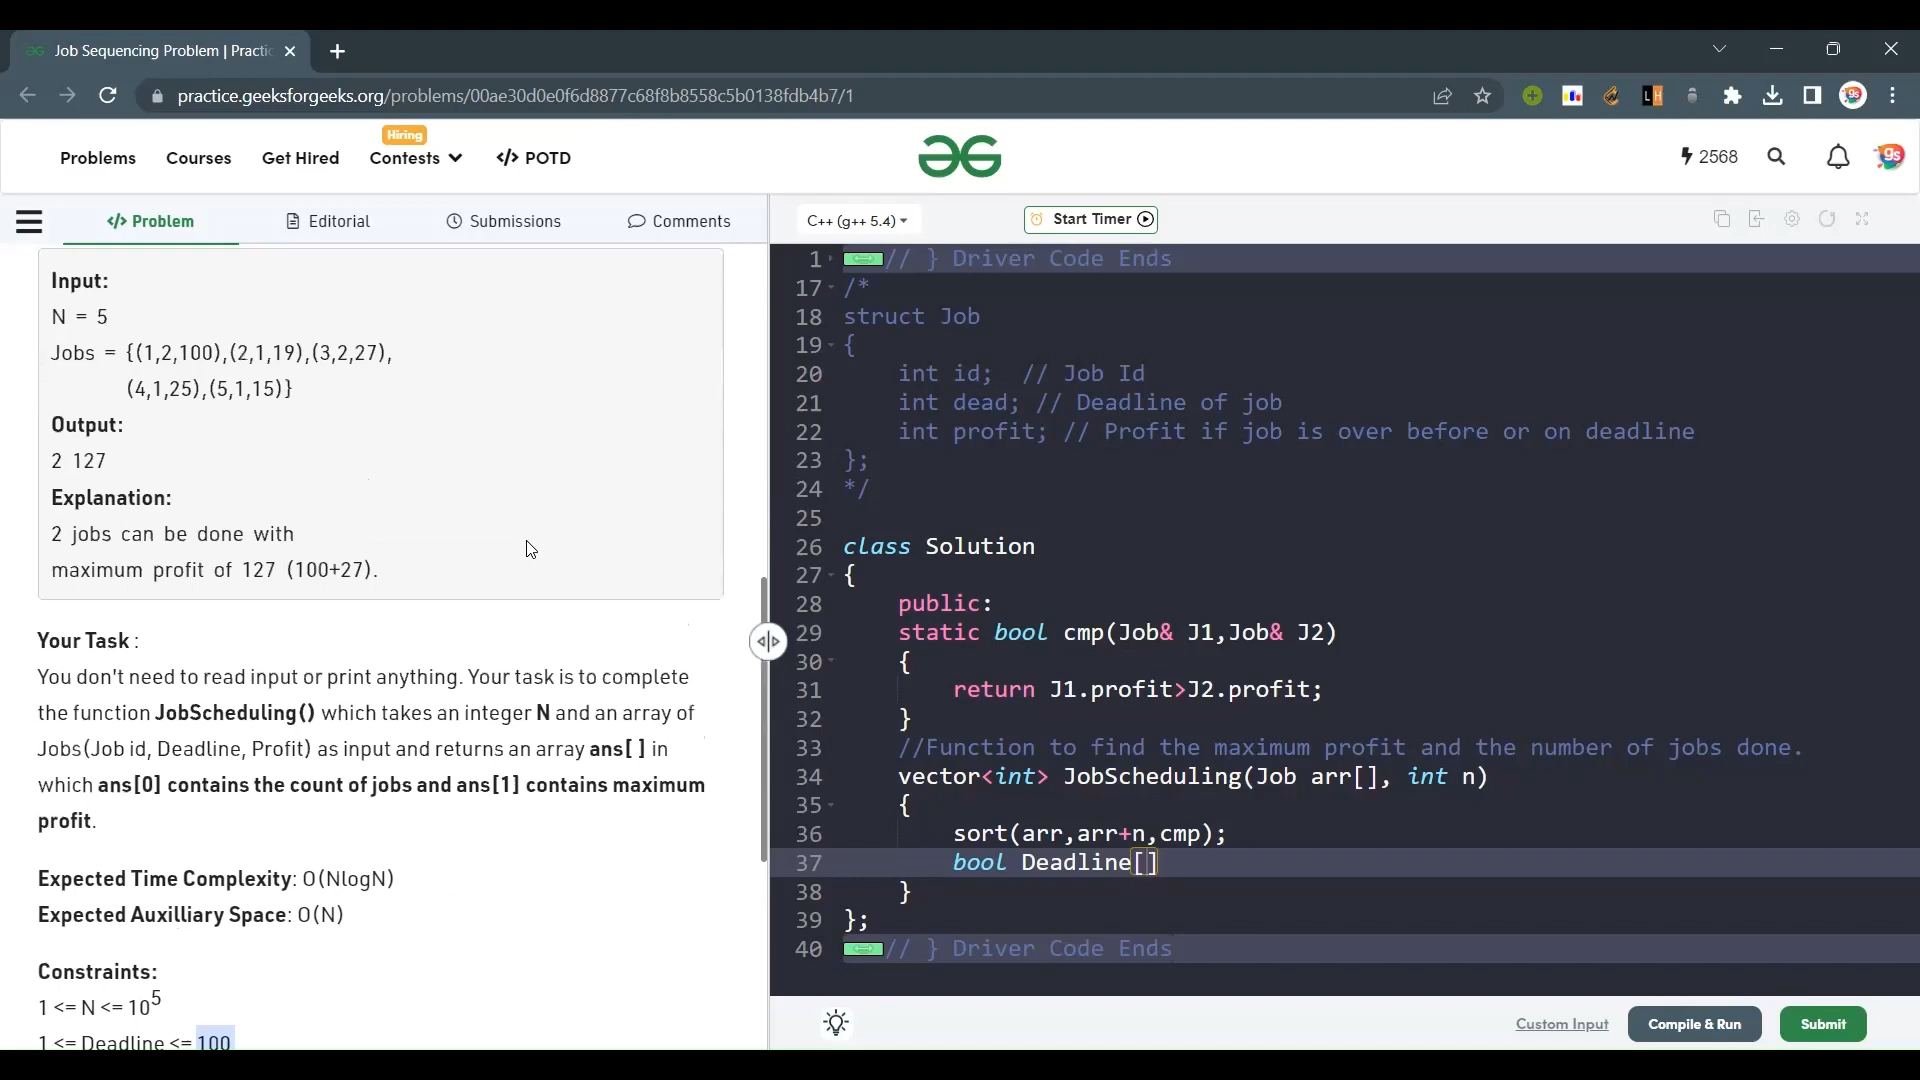 Job Sequencing Problem | Practic
practice.geeksforgeeks.org/problems/00ae30d0e0f6d8877c68f8b8558c5b0138fdb4b7/1
Problems Courses Get Hired Hiring Contests </> POTD
2568
</> Problem Editorial Submissions Comments
Input:
N = 5
Jobs = {(1,2,100),(2,1,19),(3,2,27),
(4,1,25),(5,1,15)}
Output:
2 127
Explanation:
2 jobs can be done with
maximum profit of 127 (100+27).
Your Task :
You don't need to read input or print anything. Your task is to complete
the function JobScheduling() which takes an integer N and an array of
Jobs(Job id, Deadline, Profit) as input and returns an array ans[ ] in
which ans[0] contains the count of jobs and ans[1] contains maximum
profit.
Expected Time Complexity: O(NlogN)
Expected Auxilliary Space: O(N)
Constraints:
1 <= N <= 10^5
1 <= Deadline <= 100
C++ (g++ 5.4) Start Timer
1 // } Driver Code Ends
17 /*
18 struct Job
19 {
20 int id; // Job Id
21 int dead; // Deadline of job
22 int profit; // Profit if job is over before or on deadline
23 };
24 */
25
26 class Solution
27 {
28 public:
29 static bool cmp(Job& J1,Job& J2)
30 {
31 return J1.profit>J2.profit;
32 }
33 //Function to find the maximum profit and the number of jobs done.
34 vector<int> JobScheduling(Job arr[], int n)
35 {
36 sort(arr,arr+n,cmp);
37 bool Deadline[]
38 }
39 };
40 // } Driver Code Ends
Custom Input Compile & Run Submit